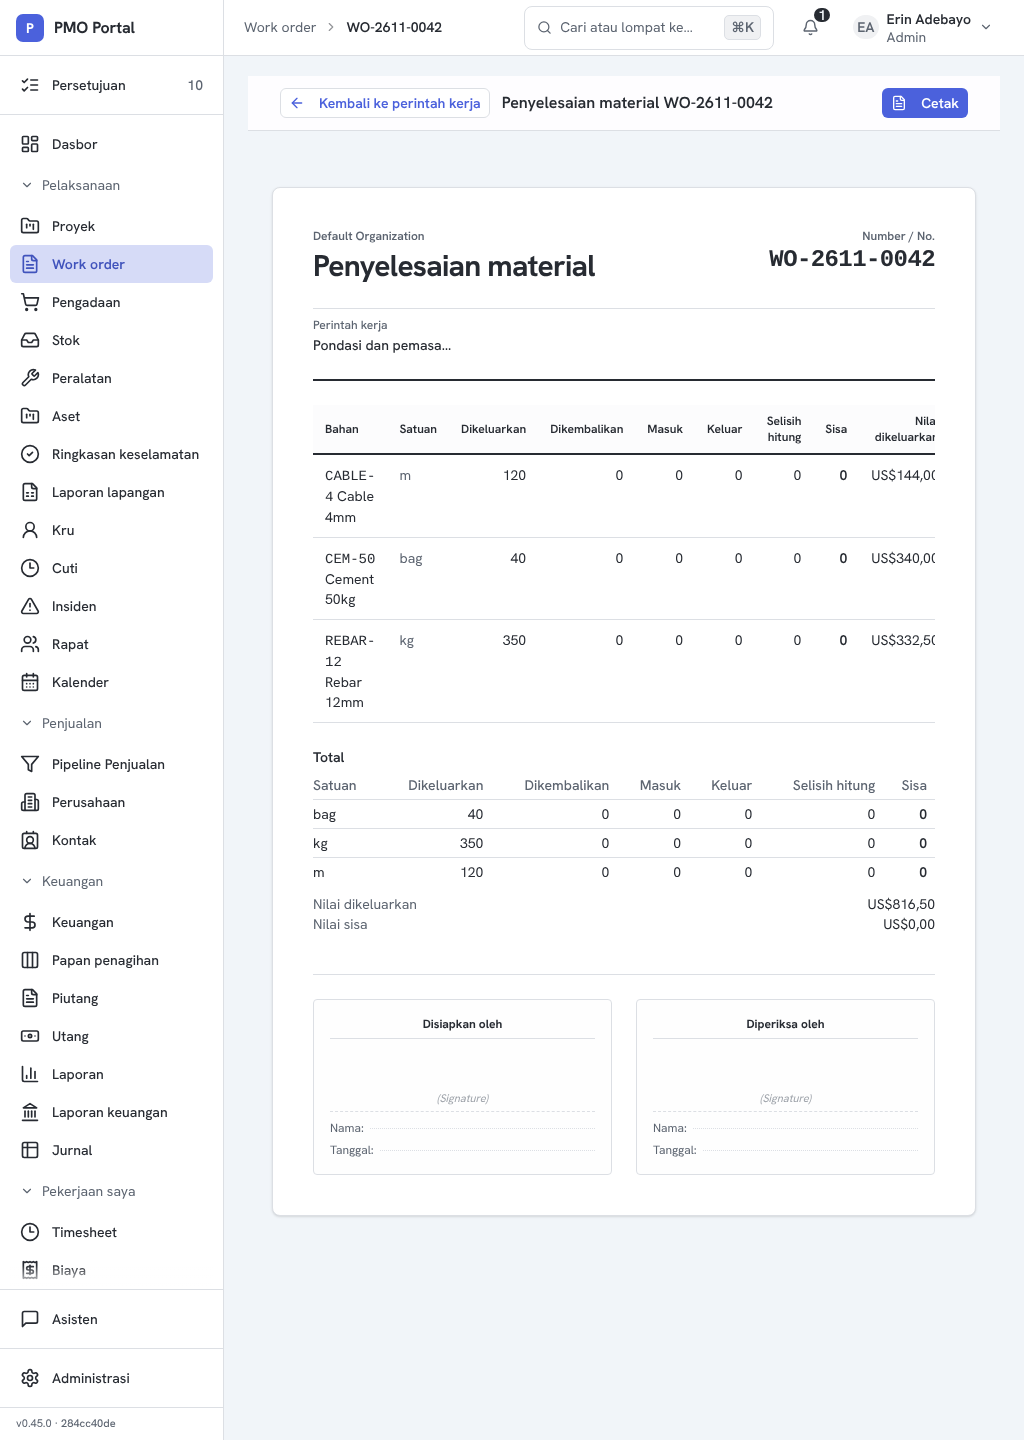 P PMO Portal
Persetujuan 10
Dasbor
Pelaksanaan
Proyek
Work order
Pengadaan
Stok
Peralatan
Aset
Ringkasan keselamatan
Laporan lapangan
Kru
Cuti
Insiden
Rapat
Kalender
Penjualan
Pipeline Penjualan
Perusahaan
Kontak
Keuangan
Keuangan
Papan penagihan
Piutang
Utang
Laporan
Laporan keuangan
Jurnal
Pekerjaan saya
Timesheet
Biaya
Asisten
Administrasi
v0.45.0 · 284cc40de
Work order > WO-2611-0042
Cari atau lompat ke... ⌘K
1
EA Erin Adebayo
Admin
Kembali ke perintah kerja Penyelesaian material WO-2611-0042 Cetak
Default Organization Number / No.
Penyelesaian material WO-2611-0042
Perintah kerja
Pondasi dan pemasa...
Bahan Satuan Dikeluarkan Dikembalikan Masuk Keluar Selisih hitung Sisa Nila
dikeluarkan
CABLE- m 120 0 0 0 0 0 US$144,00
4 Cable
4mm
CEM-50 bag 40 0 0 0 0 0 US$340,00
Cement
50kg
REBAR- kg 350 0 0 0 0 0 US$332,50
12
Rebar
12mm
Total
Satuan Dikeluarkan Dikembalikan Masuk Keluar Selisih hitung Sisa
bag 40 0 0 0 0 0
kg 350 0 0 0 0 0
m 120 0 0 0 0 0
Nilai dikeluarkan US$816,50
Nilai sisa US$0,00
Disiapkan oleh
(Signature)
Nama:
Tanggal:
Diperiksa oleh
(Signature)
Nama:
Tanggal: